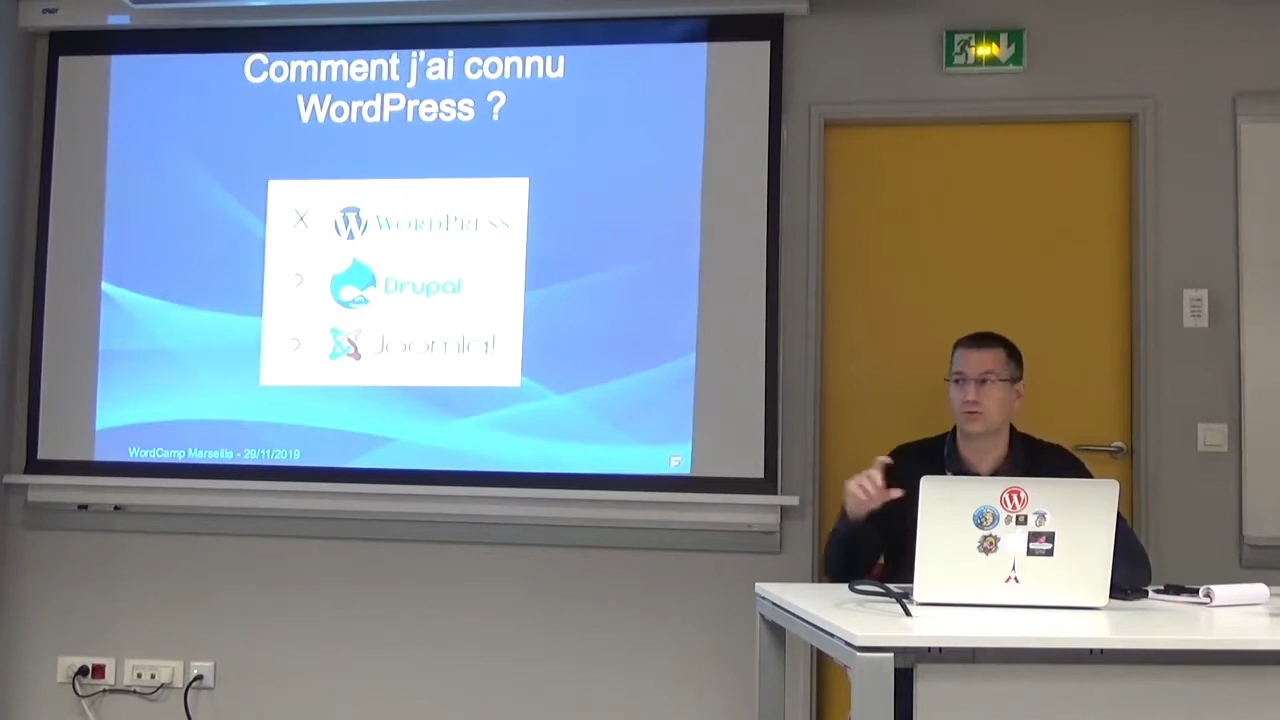 Comment j'ai connu
WordPress ?
X WORDPRESS
Drupal
Joomla!
WordCamp Marseille - 29/11/2019
F